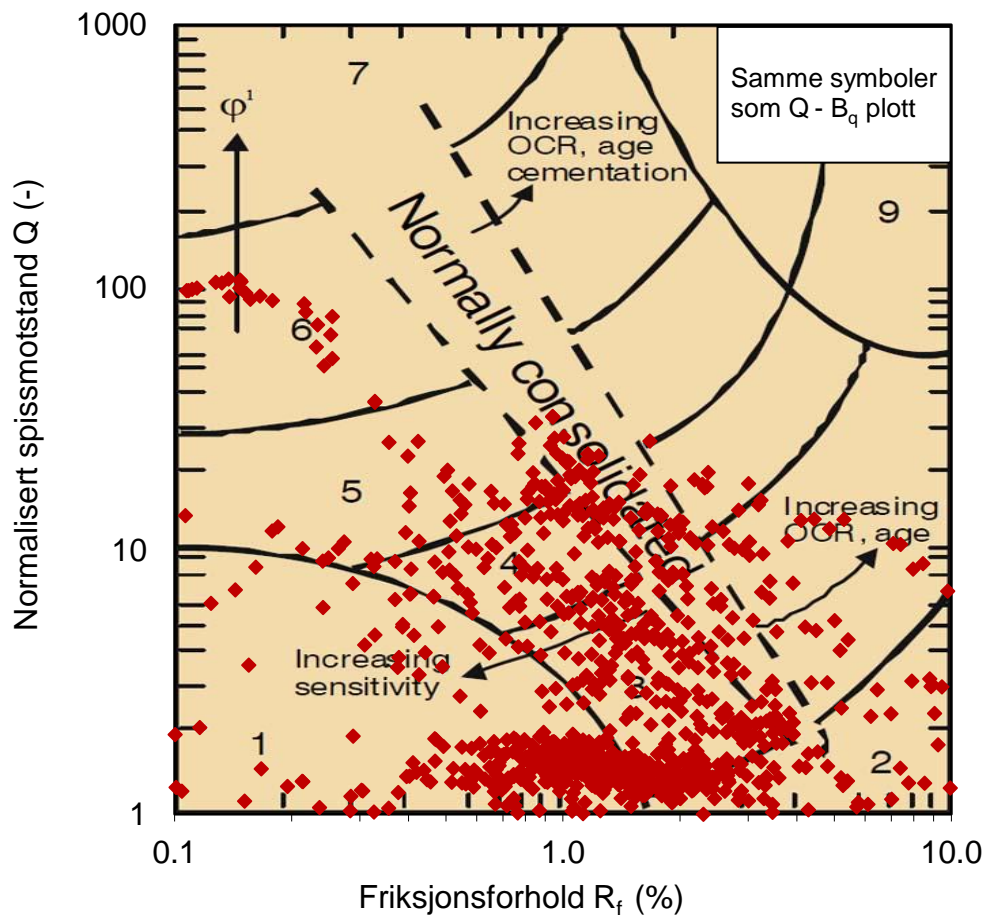 1000
100
10
1
Normalisert spissmotstand Q (-)
7
φ¹
Samme symboler
som Q - Bq plott
Increasing
OCR, age
cementation
9
Normally consolidated
6
5
Increasing
OCR, age
4
Increasing
sensitivity
3
1
2
0.1
1.0
10.0
Friksjonsforhold Rf (%)